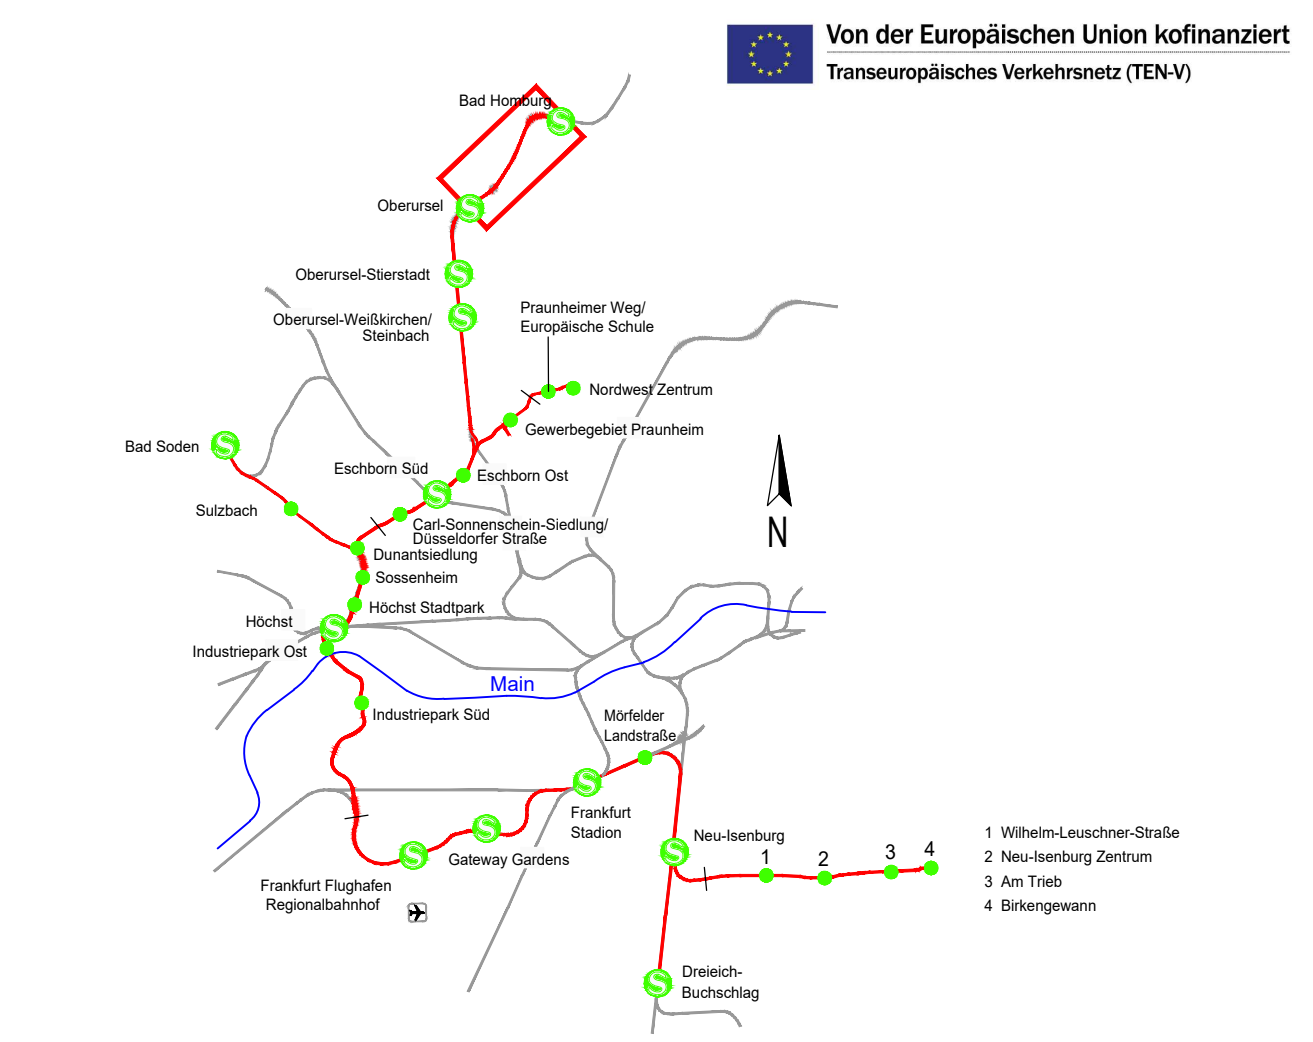 Von der Europäischen Union kofinanziert
Transeuropäisches Verkehrsnetz (TEN-V)
Bad Homburg
S
Oberursel
S
Oberursel-Stierstadt
S
Oberursel-Weißkirchen/
Steinbach
S
Praunheimer Weg/
Europäische Schule
Nordwest Zentrum
Gewerbegebiet Praunheim
Bad Soden
S
Eschborn Süd
S
Eschborn Ost
Sulzbach
Carl-Sonnenschein-Siedlung/
Düsseldorfer Straße
Dunantsiedlung
N
Sossenheim
Höchst Stadtpark
Höchst
S
Industriepark Ost
Main
Industriepark Süd
Mörfelder
Landstraße
S
Frankfurt
Stadion
Neu-Isenburg
S
S
Gateway Gardens
S
Frankfurt Flughafen
Regionalbahnhof
1 2 3 4
1 Wilhelm-Leuschner-Straße
2 Neu-Isenburg Zentrum
3 Am Trieb
4 Birkengewann
S
Dreieich-
Buchschlag